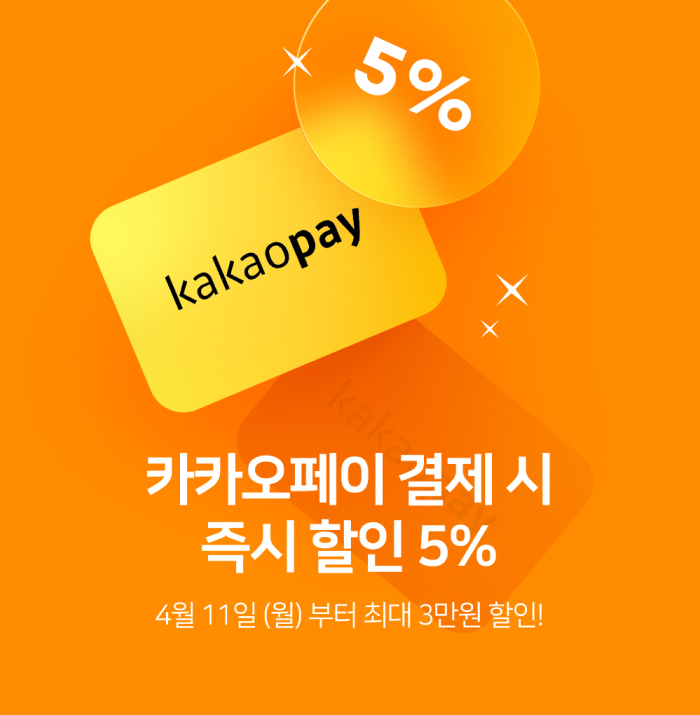 5%
kakaopay
kakaopay
카카오페이 결제 시
즉시 할인 5%
4월 11일 (월) 부터 최대 3만원 할인!